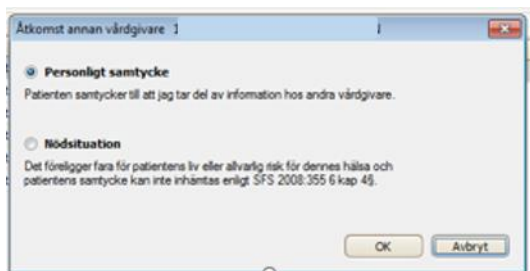 Åtkomst annan vårdgivare 1
Personligt samtycke
Patienten samtycker till att jag tar del av information hos andra vårdgivare.
Nödsituation
Det föreligger fara för patientens liv eller allvarlig risk för dennes hälsa och
patientens samtycke kan inte inhämtas enligt SFS 2008:355 6 kap 4§.
OK
Avbryt